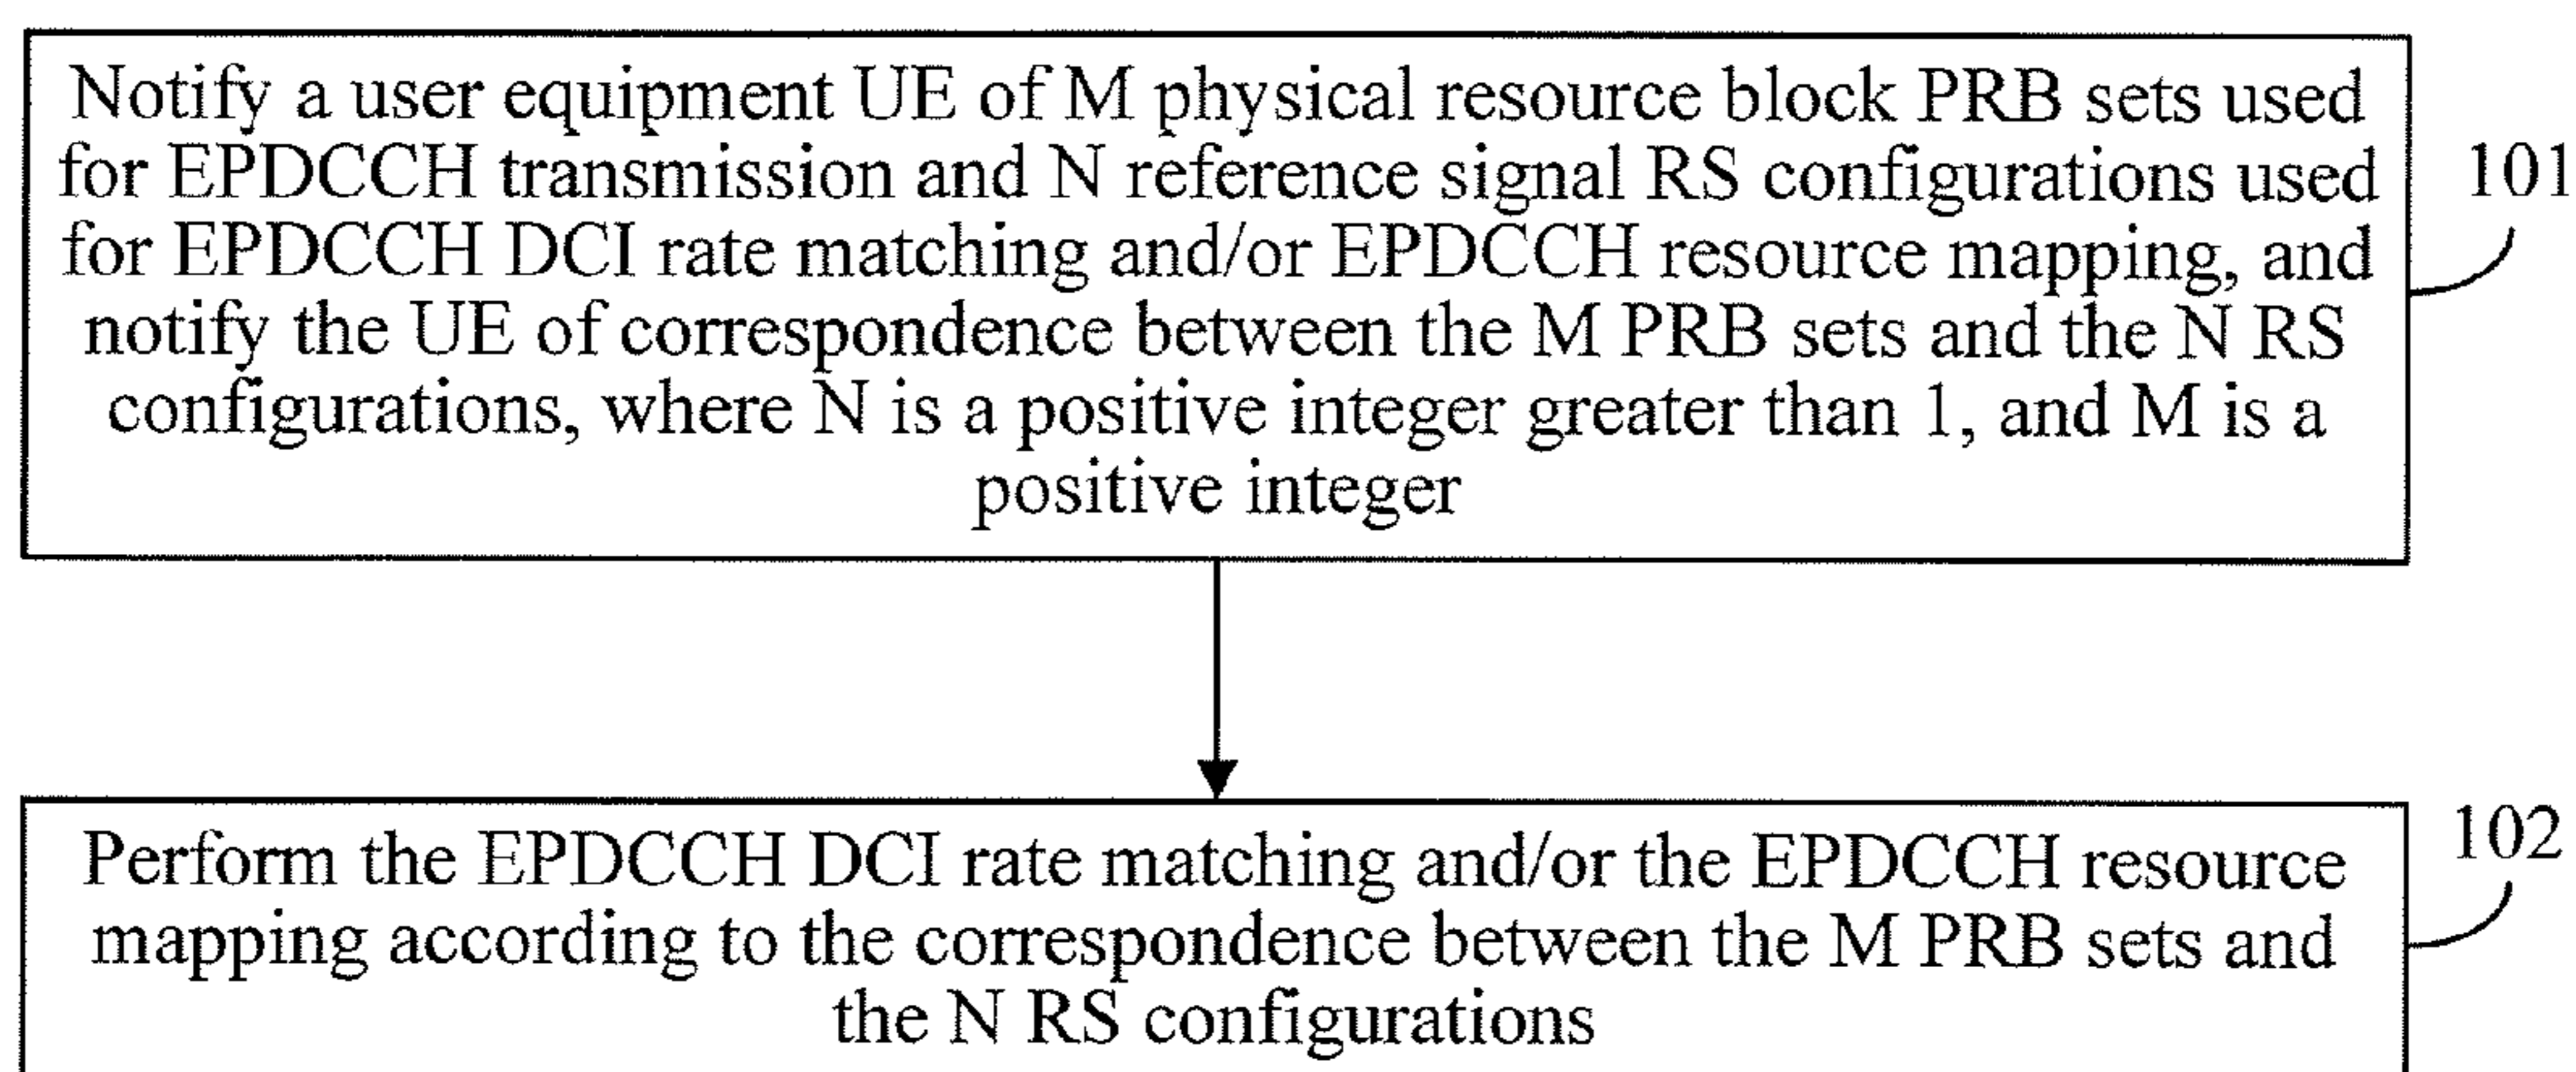 Notify a user equipment UE of M physical resource block PRB sets used
for EPDCCH transmission and N reference signal RS configurations used
for EPDCCH DCI rate matching and/or EPDCCH resource mapping, and
notify the UE of correspondence between the M PRB sets and the N RS
configurations, where N is a positive integer greater than 1, and M is a
positive integer
101
Perform the EPDCCH DCI rate matching and/or the EPDCCH resource
mapping according to the correspondence between the M PRB sets and
the N RS configurations
102